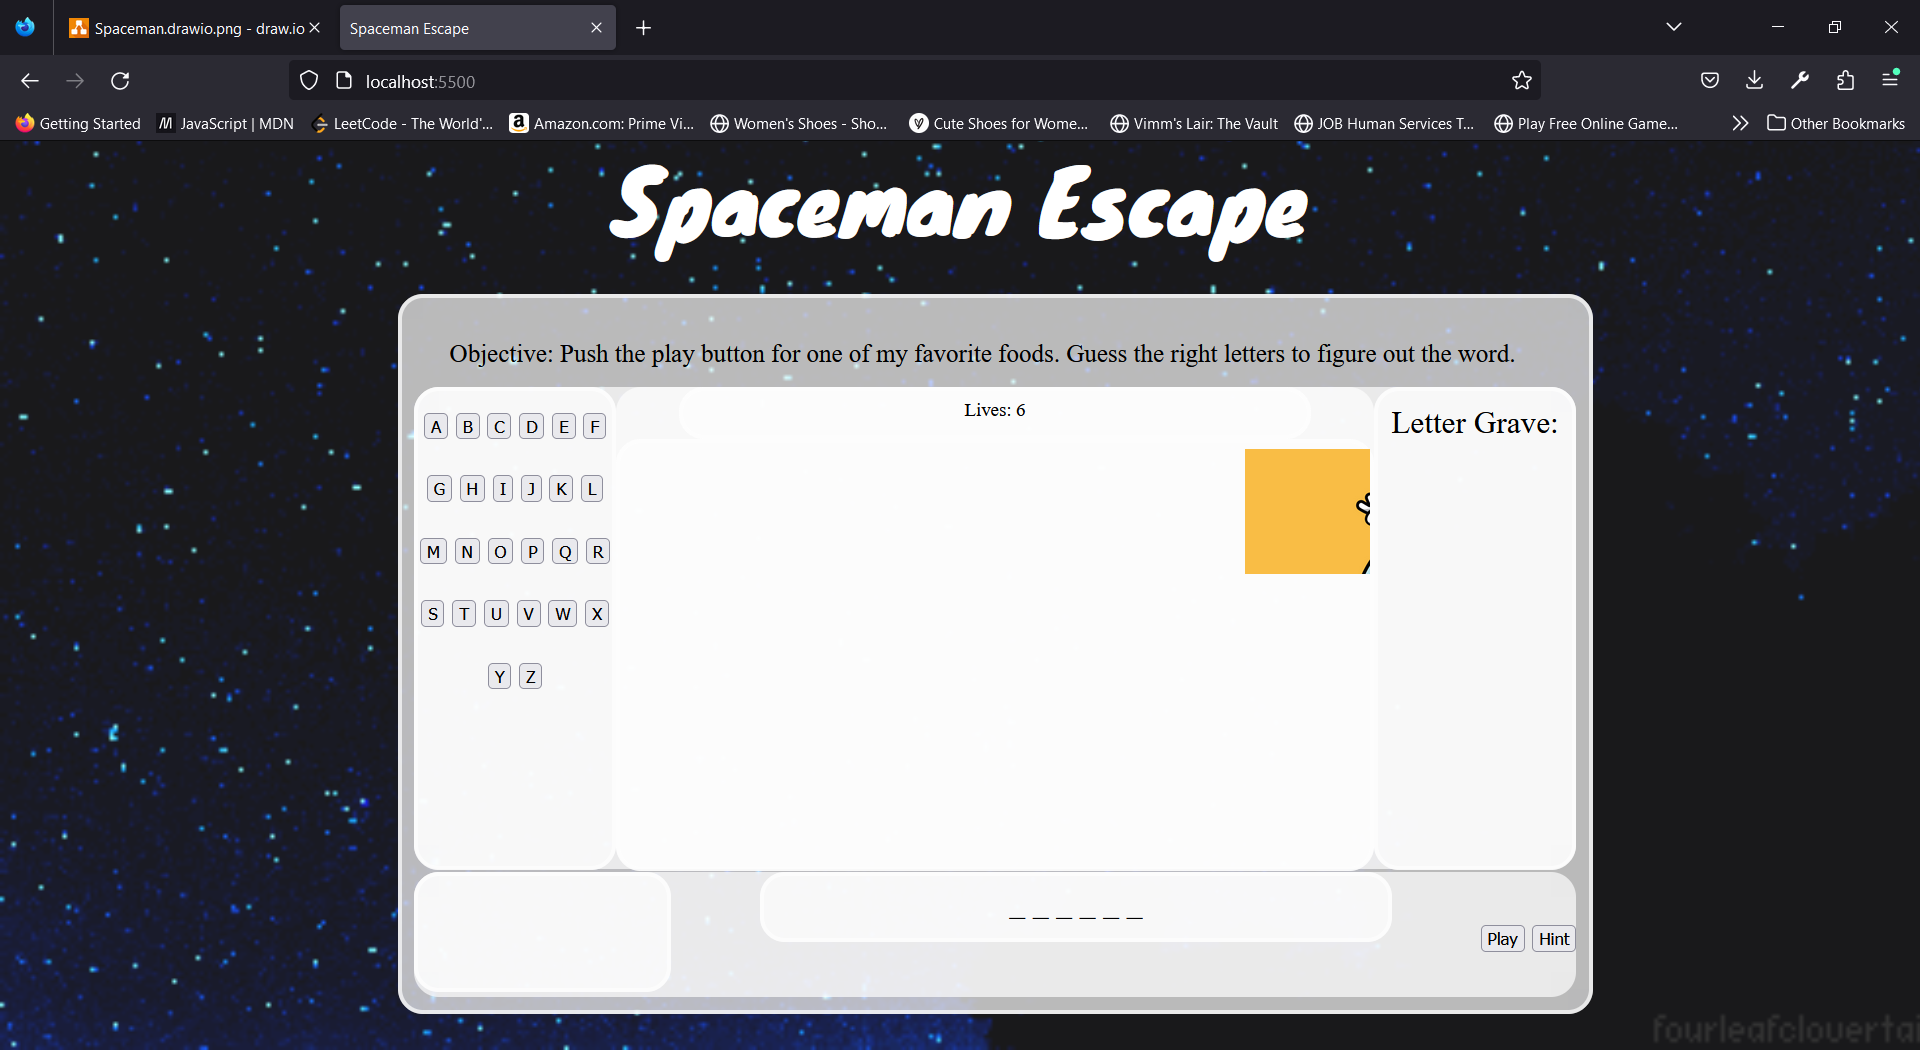 Spaceman.drawio.png - draw.io
Spaceman Escape
localhost:5500
Getting Started
JavaScript | MDN
LeetCode - The World'...
Amazon.com: Prime Vi...
Women's Shoes - Sho...
Cute Shoes for Wome...
Vimm's Lair: The Vault
JOB Human Services T...
Play Free Online Game...
Other Bookmarks
Spaceman Escape
Objective: Push the play button for one of my favorite foods. Guess the right letters to figure out the word.
A B C D E F
G H I J K L
M N O P Q R
S T U V W X
Y Z
Lives: 6
Letter Grave:
_ _ _ _ _ _
Play Hint
fourleafclovertai